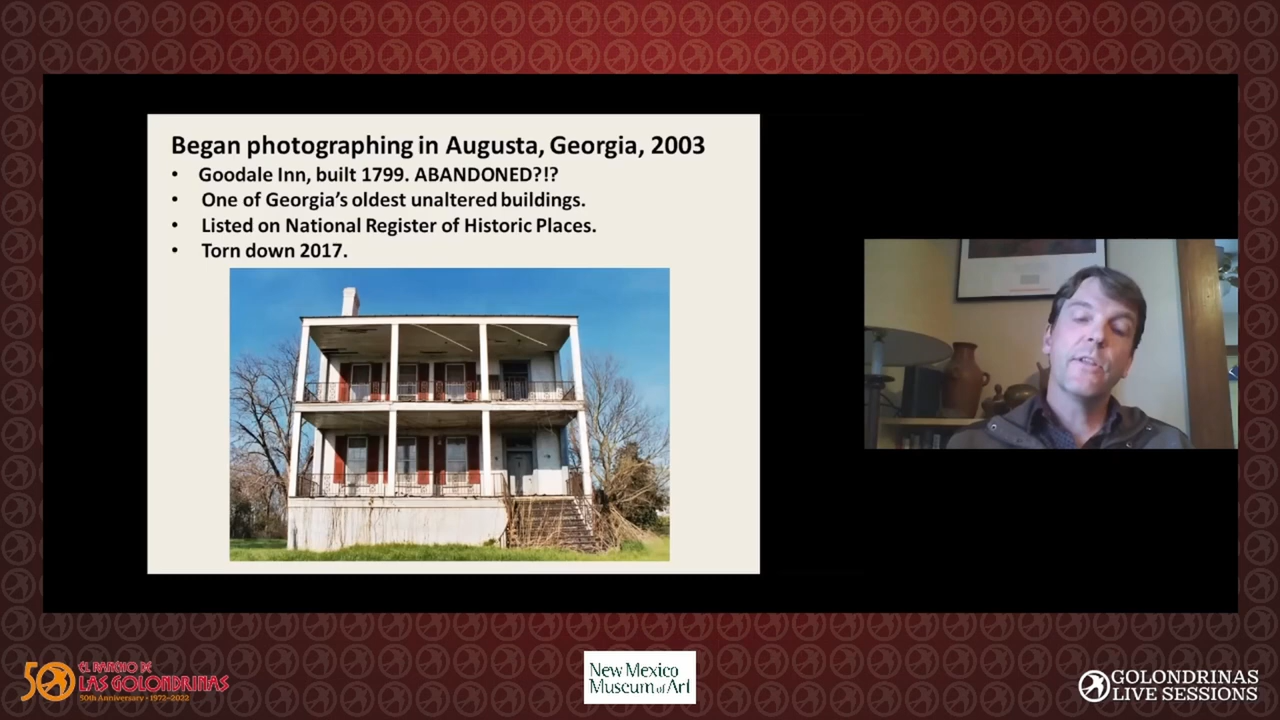 Began photographing in Augusta, Georgia, 2003
• Goodale Inn, built 1799. ABANDONED?!?
• One of Georgia's oldest unaltered buildings.
• Listed on National Register of Historic Places.
• Torn down 2017.
50 EL RANCHO DE
LAS GOLONDRINAS
50th Anniversary • 1972-2022
New Mexico
Museum of Art
GOLONDRINAS
LIVE SESSIONS